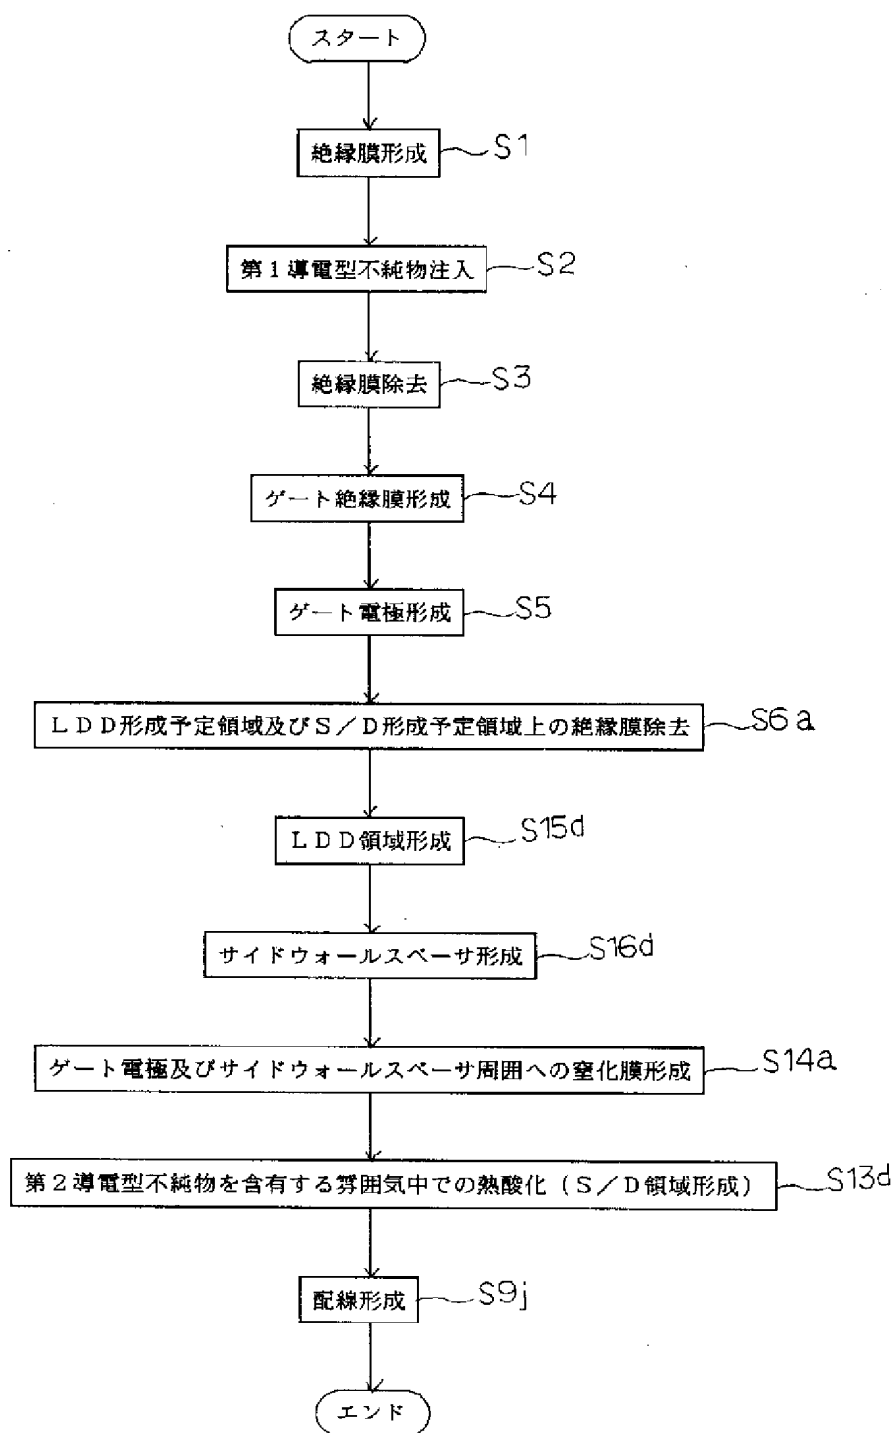 スタート
絶縁膜形成 S1
第1導電型不純物注入 S2
絶縁膜除去 S3
ゲート絶縁膜形成 S4
ゲート電極形成 S5
LDD形成予定領域及びS/D形成予定領域上の絶縁膜除去 S6a
LDD領域形成 S15d
サイドウォールスペーサ形成 S16d
ゲート電極及びサイドウォールスペーサ周囲への窒化膜形成 S14a
第2導電型不純物を含有する雰囲気中での熱酸化(S/D領域形成) S13d
配線形成 S9j
エンド